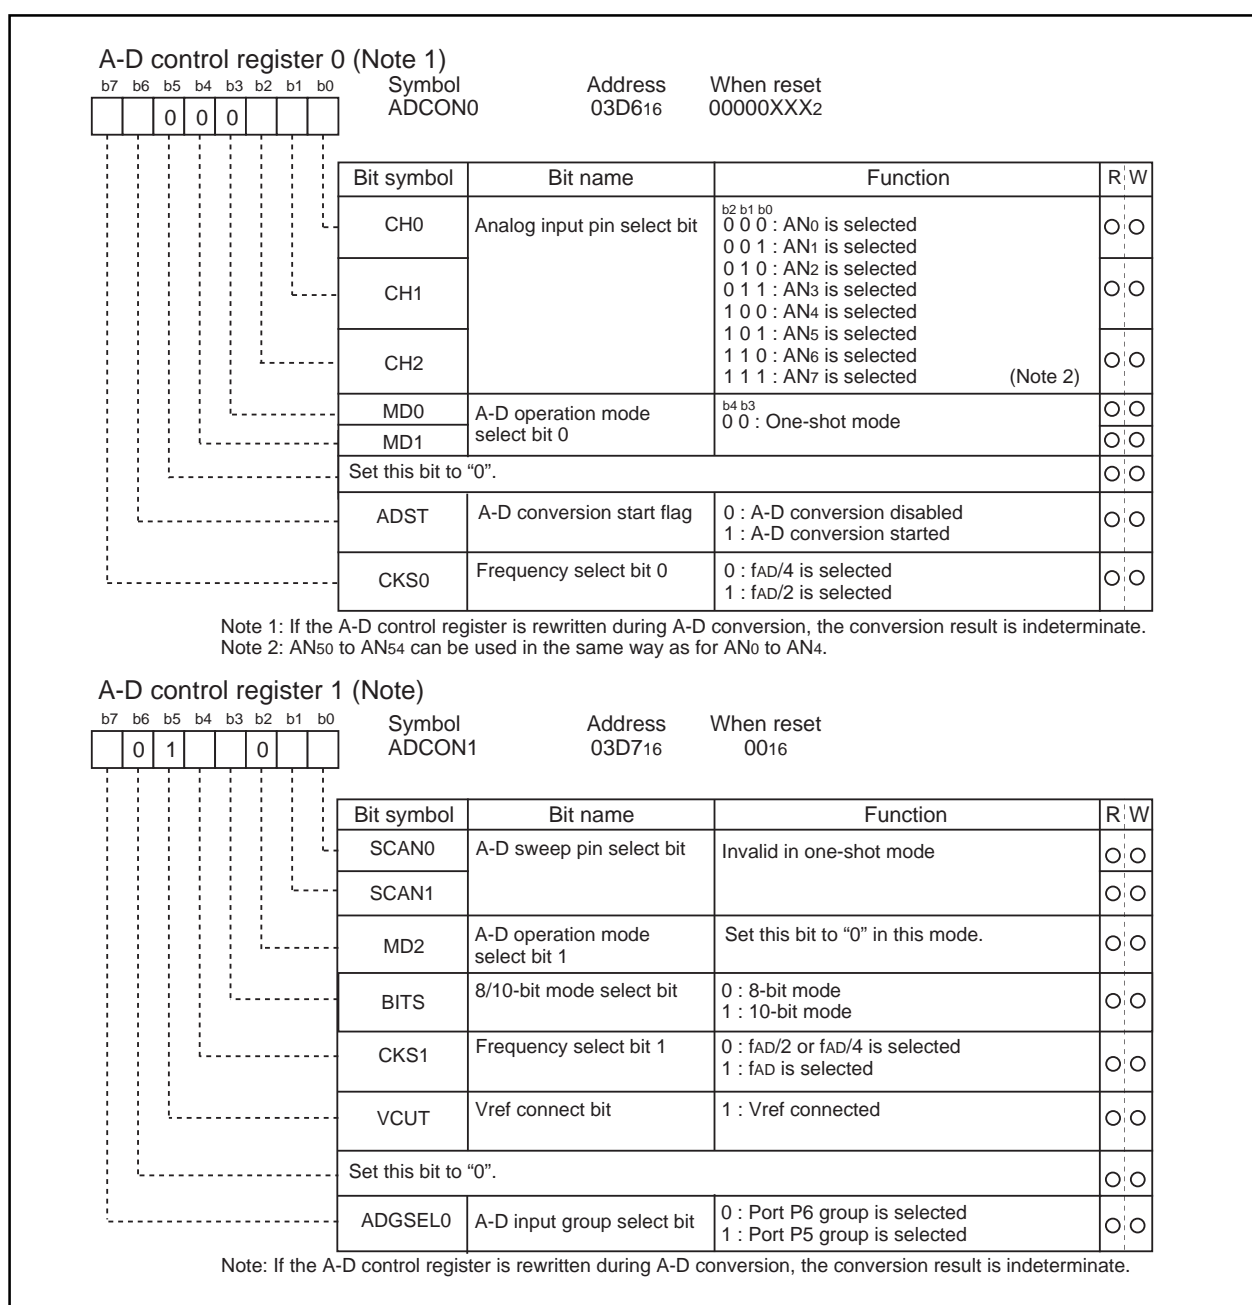 A-D control register 0 (Note 1)
b7 b6 b5 b4 b3 b2 b1 b0
Symbol Address When reset
ADCON0 03D616 00000XXX2
0 0 0
Bit symbol Bit name Function R W
CH0 Analog input pin select bit
b2 b1 b0
0 0 0 : AN0 is selected
0 0 1 : AN1 is selected
0 1 0 : AN2 is selected
CH1
0 1 1 : AN3 is selected
1 0 0 : AN4 is selected
1 0 1 : AN5 is selected
CH2
1 1 0 : AN6 is selected
1 1 1 : AN7 is selected (Note 2)
MD0 A-D operation mode
select bit 0
b4 b3
0 0 : One-shot mode
MD1
Set this bit to “0”.
ADST A-D conversion start flag
0 : A-D conversion disabled
1 : A-D conversion started
CKS0 Frequency select bit 0
0 : fAD/4 is selected
1 : fAD/2 is selected
Note 1: If the A-D control register is rewritten during A-D conversion, the conversion result is indeterminate.
Note 2: AN50 to AN54 can be used in the same way as for AN0 to AN4.
A-D control register 1 (Note)
b7 b6 b5 b4 b3 b2 b1 b0
Symbol Address When reset
ADCON1 03D716 0016
0 1 0
Bit symbol Bit name Function R W
SCAN0 A-D sweep pin select bit Invalid in one-shot mode
SCAN1
MD2 A-D operation mode
select bit 1
Set this bit to “0” in this mode.
BITS 8/10-bit mode select bit
0 : 8-bit mode
1 : 10-bit mode
CKS1 Frequency select bit 1
0 : fAD/2 or fAD/4 is selected
1 : fAD is selected
VCUT Vref connect bit 1 : Vref connected
Set this bit to “0”.
ADGSEL0 A-D input group select bit
0 : Port P6 group is selected
1 : Port P5 group is selected
Note: If the A-D control register is rewritten during A-D conversion, the conversion result is indeterminate.